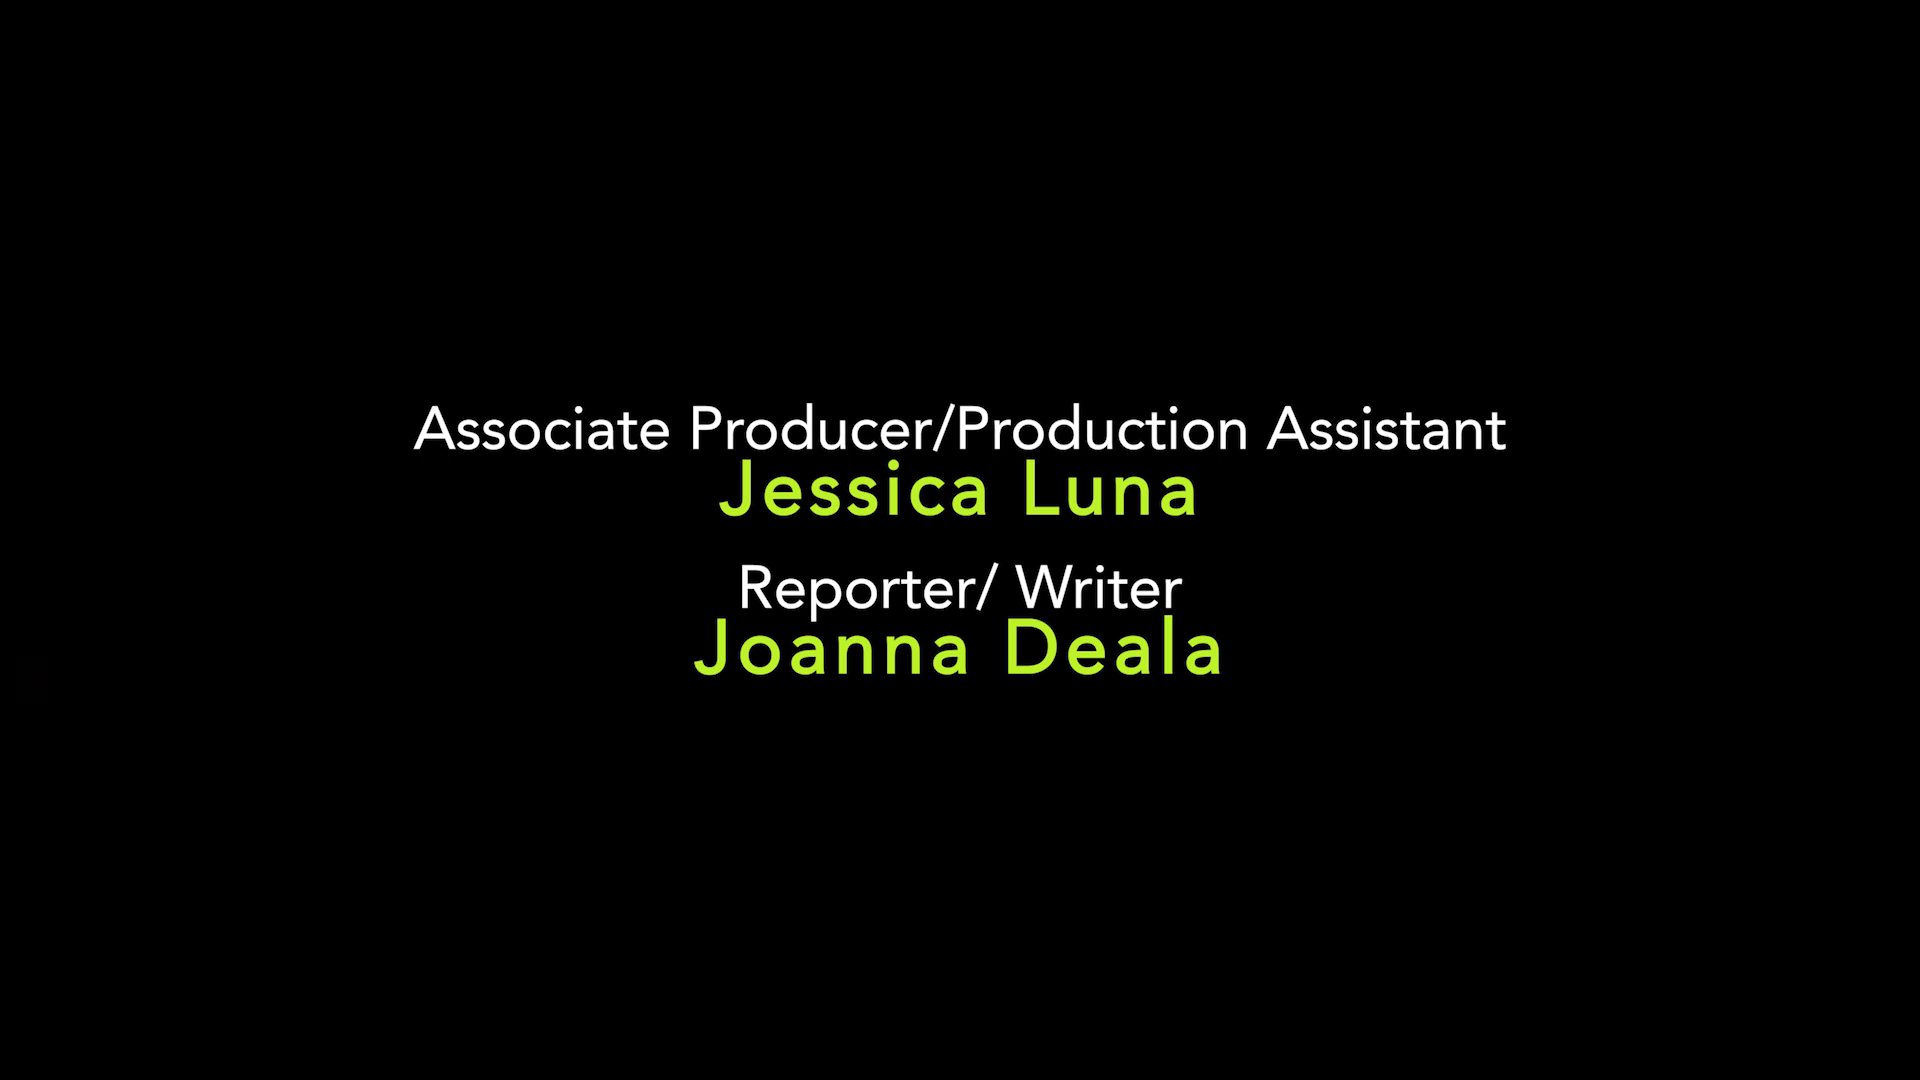 Associate Producer/Production Assistant
Jessica Luna
Reporter/ Writer
Joanna Deala